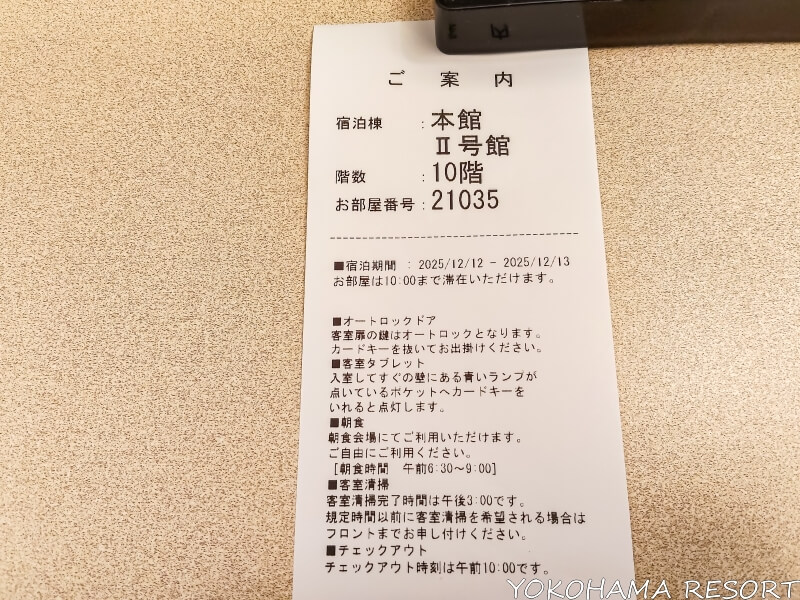 ご 案 内
宿泊棟 : 本館
Ⅱ号館
階数 : 10階
お部屋番号 : 21035
■宿泊期間 : 2025/12/12 - 2025/12/13
お部屋は10:00まで滞在いただけます。
■オートロックドア
客室扉の鍵はオートロックとなります。
カードキーを抜いてお出掛けください。
■客室タブレット
入室してすぐの壁にある青いランプが
点いているポケットへカードキーを
いれると点灯します。
■朝食
朝食会場にてご利用いただけます。
ご自由にご利用ください。
[朝食時間 午前6:30～9:00]
■客室清掃
客室清掃完了時間は午後3:00です。
規定時間以前に客室清掃を希望される場合は
フロントまでお申し付けください。
■チェックアウト
チェックアウト時刻は午前10:00です。
YOKOHAMA RESORT